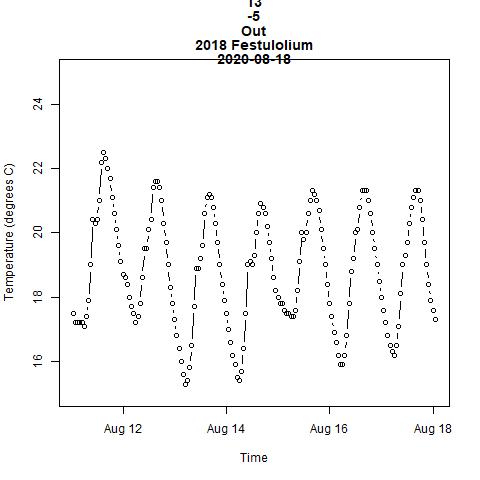 13
-5
Out
2018 Festulolium
2020-08-18
Temperature (degrees C)
24
22
20
18
16
Aug 12
Aug 14
Aug 16
Aug 18
Time